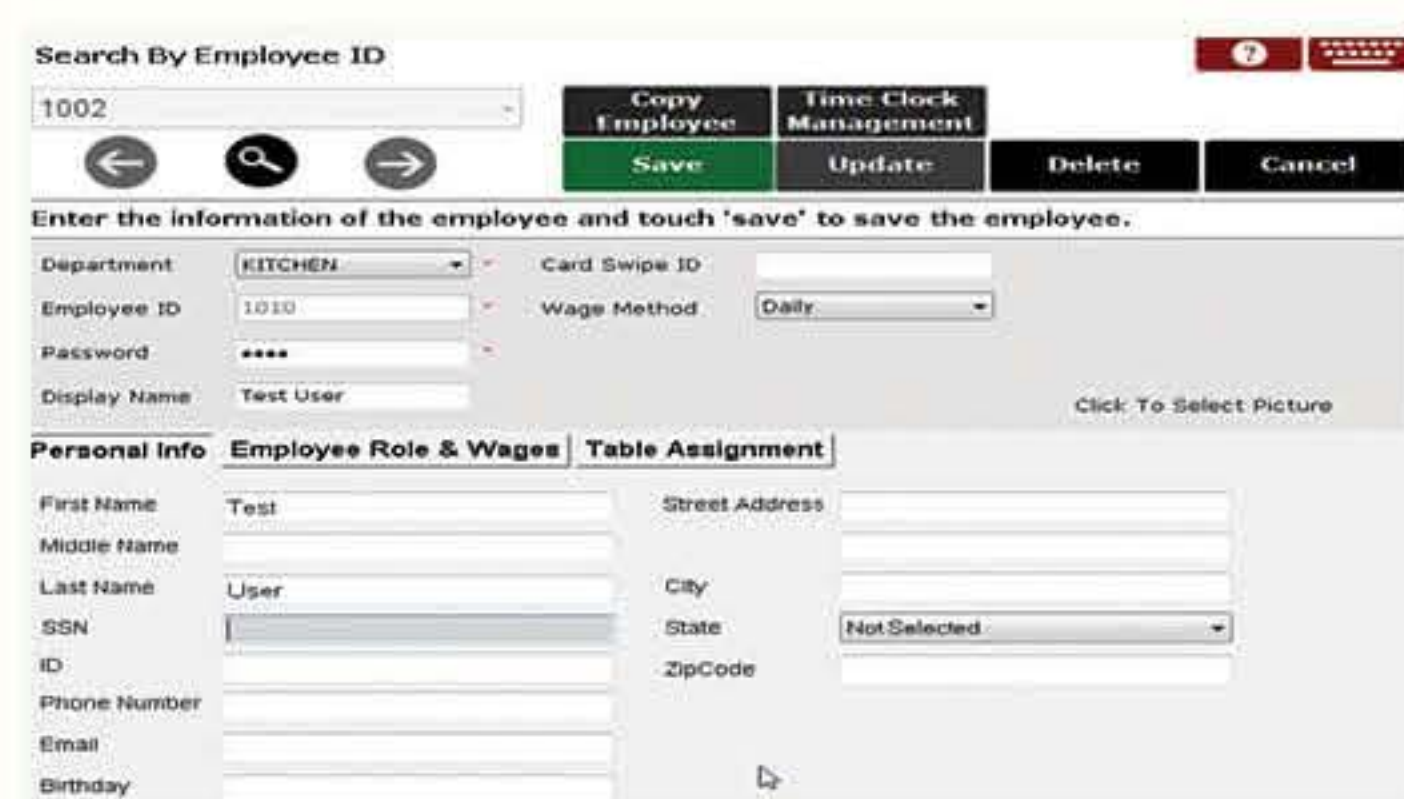 Search By Employee ID
?
1002
Copy Employee
Time Clock Management
Save
Update
Delete
Cancel
Enter the information of the employee and touch 'save' to save the employee.
Department KITCHEN * Card Swipe ID
Employee ID 1010 * Wage Method Daily
Password •••• *
Display Name Test User Click To Select Picture
Personal Info Employee Role & Wages Table Assignment
First Name Test Street Address
Middle Name
Last Name User City
SSN State Not Selected
ID ZipCode
Phone Number
Email
Birthday